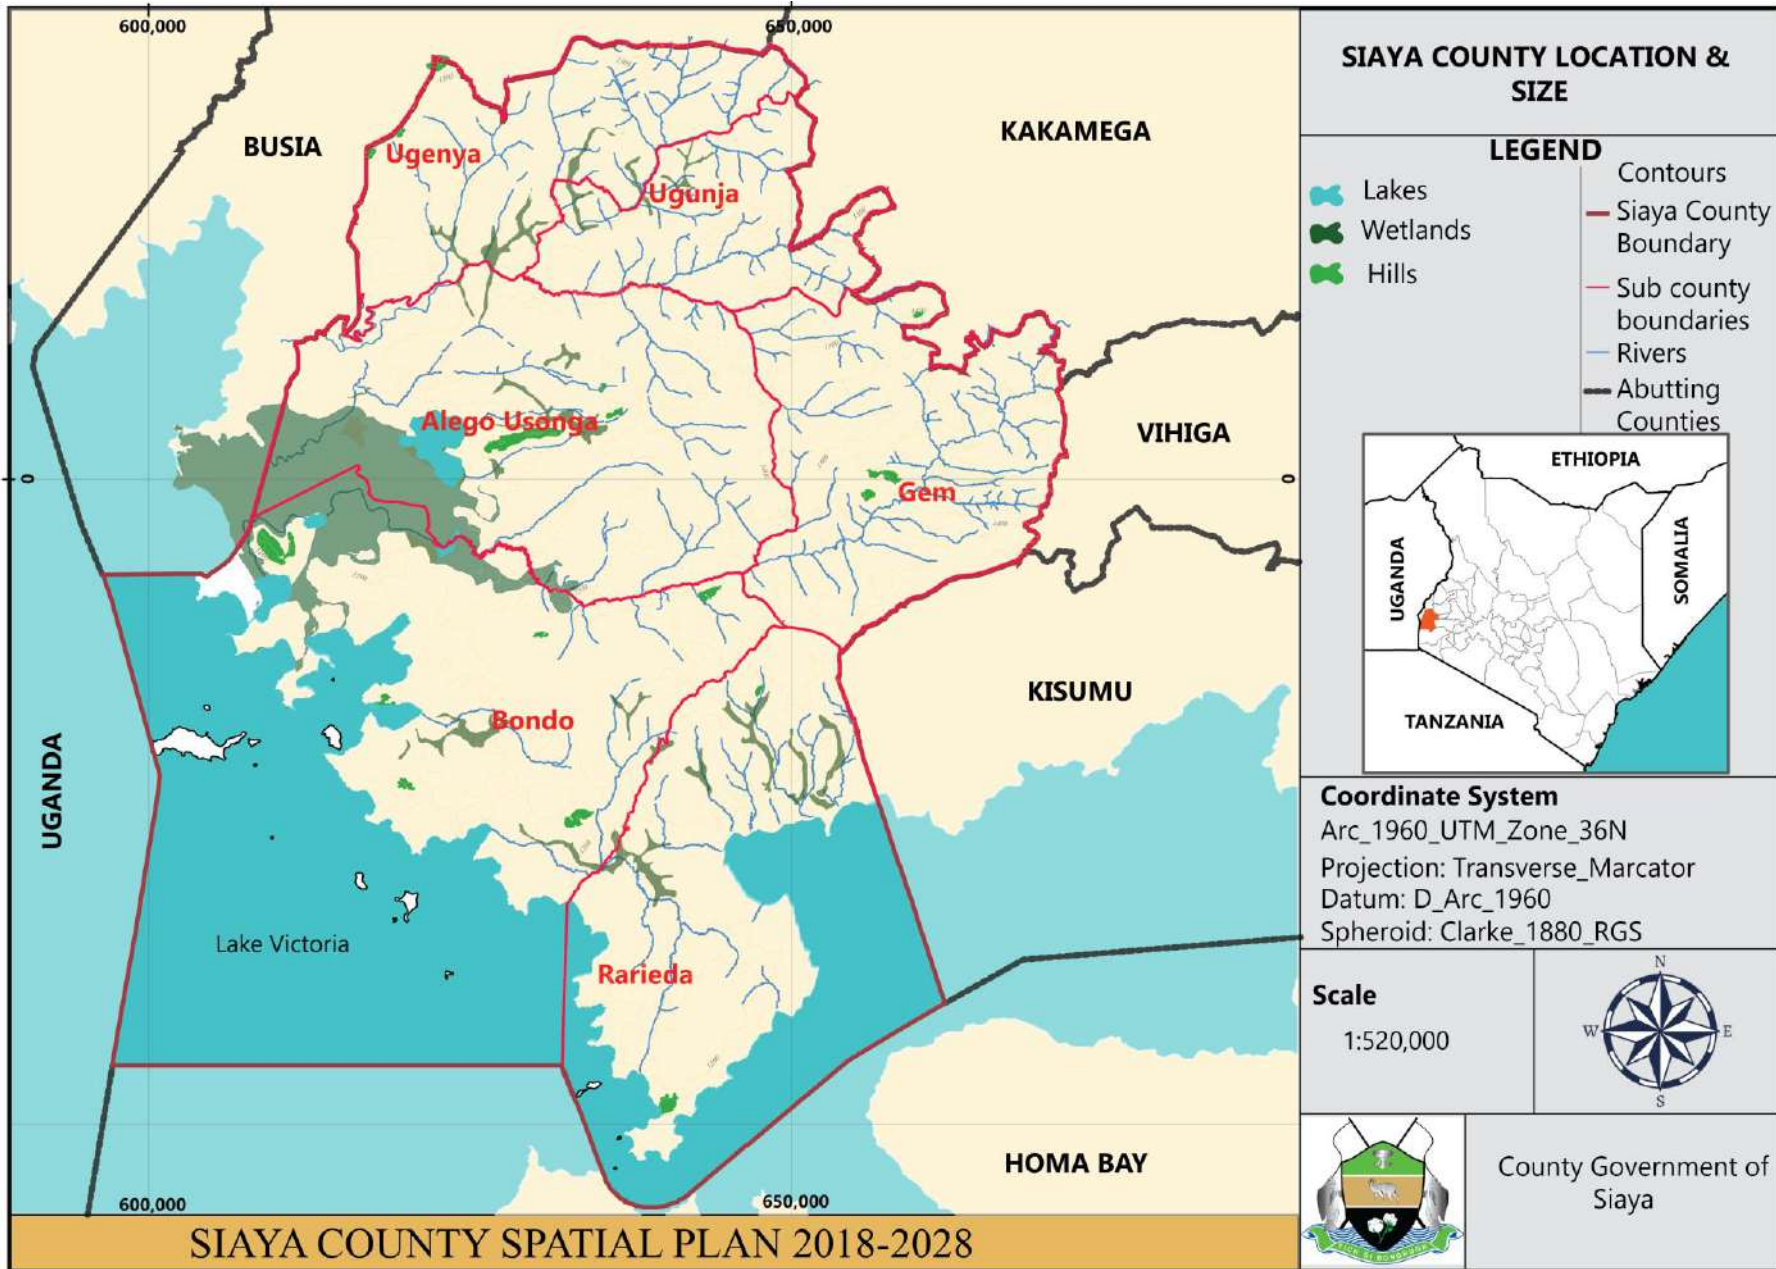 600,000
650,000
BUSIA
KAKAMEGA
Ugenya
Ugunja
Alego Usonga
VIHIGA
0
0
Gem
Bondo
KISUMU
UGANDA
Lake Victoria
Rarieda
HOMA BAY
600,000
650,000
SIAYA COUNTY SPATIAL PLAN 2018-2028
SIAYA COUNTY LOCATION &
SIZE
LEGEND
Lakes
Wetlands
Hills
Contours
Siaya County
Boundary
Sub county
boundaries
Rivers
Abutting
Counties
ETHIOPIA
UGANDA
SOMALIA
TANZANIA
Coordinate System
Arc_1960_UTM_Zone_36N
Projection: Transverse_Marcator
Datum: D_Arc_1960
Spheroid: Clarke_1880_RGS
Scale
1:520,000
N
W
E
S
County Government of
Siaya